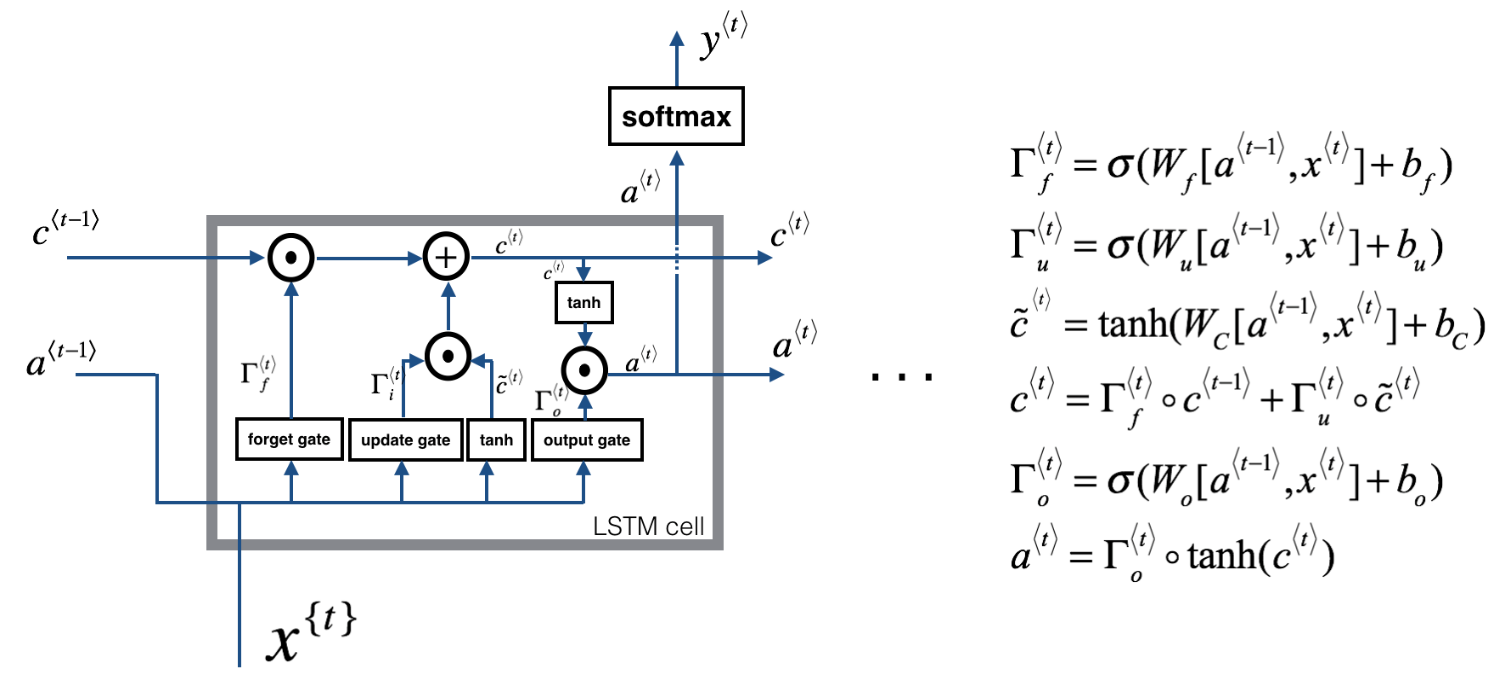 y⟨t⟩
softmax
a⟨t⟩
c⟨t−1⟩
c⟨t⟩
c⟨t⟩
c⟨t⟩
tanh
a⟨t−1⟩
a⟨t⟩
a⟨t⟩
Γf⟨t⟩
Γi⟨t
c̃⟨t⟩
Γo⟨t⟩
forget gate
update gate
tanh
output gate
LSTM cell
x{t}
...
Γf⟨t⟩ = σ(Wf[a⟨t−1⟩, x⟨t⟩] + bf)
Γu⟨t⟩ = σ(Wu[a⟨t−1⟩, x⟨t⟩] + bu)
c̃⟨t⟩ = tanh(WC[a⟨t−1⟩, x⟨t⟩] + bC)
c⟨t⟩ = Γf⟨t⟩ ∘ c⟨t−1⟩ + Γu⟨t⟩ ∘ c̃⟨t⟩
Γo⟨t⟩ = σ(Wo[a⟨t−1⟩, x⟨t⟩] + bo)
a⟨t⟩ = Γo⟨t⟩ ∘ tanh(c⟨t⟩)